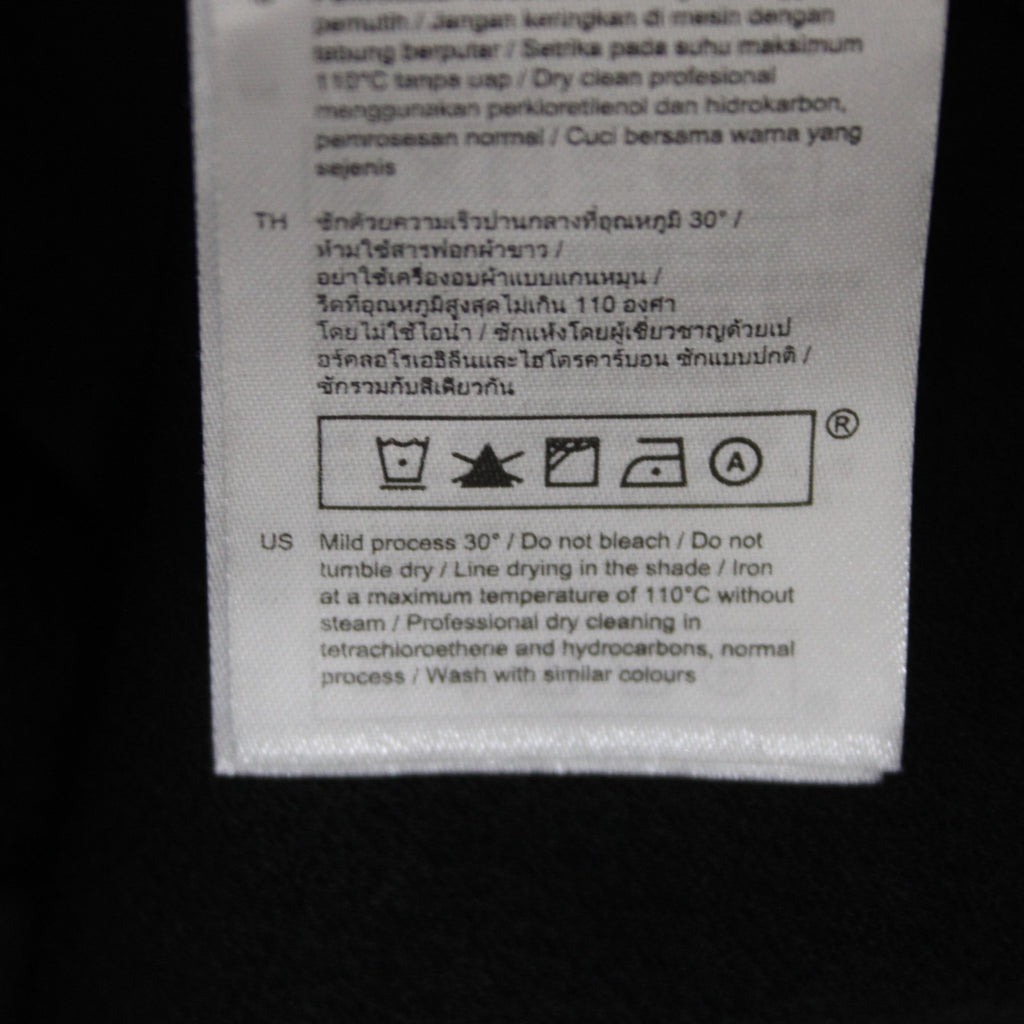 pemutih / Jangan keringkan di mesin dengan
tabung berputar / Setrika pada suhu maksimum
110°C tanpa uap / Dry clean profesional
menggunakan perkloretilenol dan hidrokarbon,
pemrosesan normal / Cuci bersama warna yang
sejenis
TH ซักด้วยความเร็วปานกลางที่อุณหภูมิ 30° /
ห้ามใช้สารฟอกผ้าขาว /
อย่าใช้เครื่องอบผ้าแบบแกนหมุน /
รีดที่อุณหภูมิสูงสุดไม่เกิน 110 องศา
โดยไม่ใช้ไอน้ำ / ซักแห้งโดยผู้เชี่ยวชาญด้วยเป
อร์คลอโรเอธิลีนและไฮโดรคาร์บอน ซักแบบปกติ /
ซักรวมกับสีเดียวกัน
A ®
US Mild process 30° / Do not bleach / Do not
tumble dry / Line drying in the shade / Iron
at a maximum temperature of 110°C without
steam / Professional dry cleaning in
tetrachloroethene and hydrocarbons, normal
process / Wash with similar colours